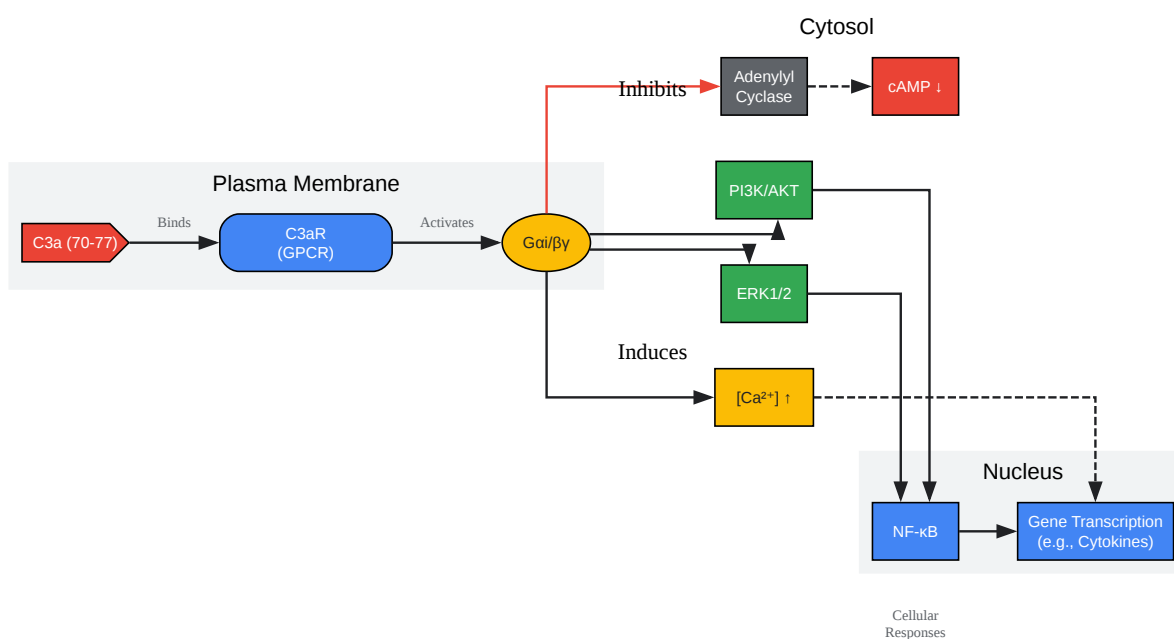 Cytosol
Inhibits
Adenylyl
Cyclase
cAMP ↓
Plasma Membrane
C3a (70-77)
Binds
C3aR
(GPCR)
Activates
Gαi/βγ
PI3K/AKT
ERK1/2
Induces
[Ca²⁺] ↑
Nucleus
NF-κB
Gene Transcription
(e.g., Cytokines)
Cellular
Responses